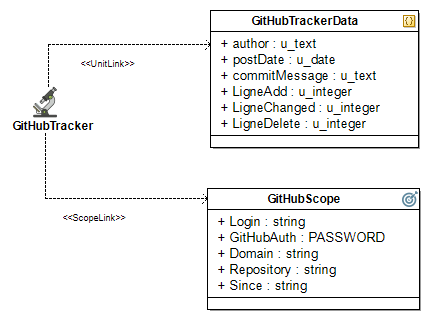 GitHubTrackerData
+ author : u_text
+ postDate : u_date
+ commitMessage : u_text
+ LigneAdd : u_integer
+ LigneChanged : u_integer
+ LigneDelete : u_integer
<<UnitLink>>
GitHubTracker
<<ScopeLink>>
GitHubScope
+ Login : string
+ GitHubAuth : PASSWORD
+ Domain : string
+ Repository : string
+ Since : string